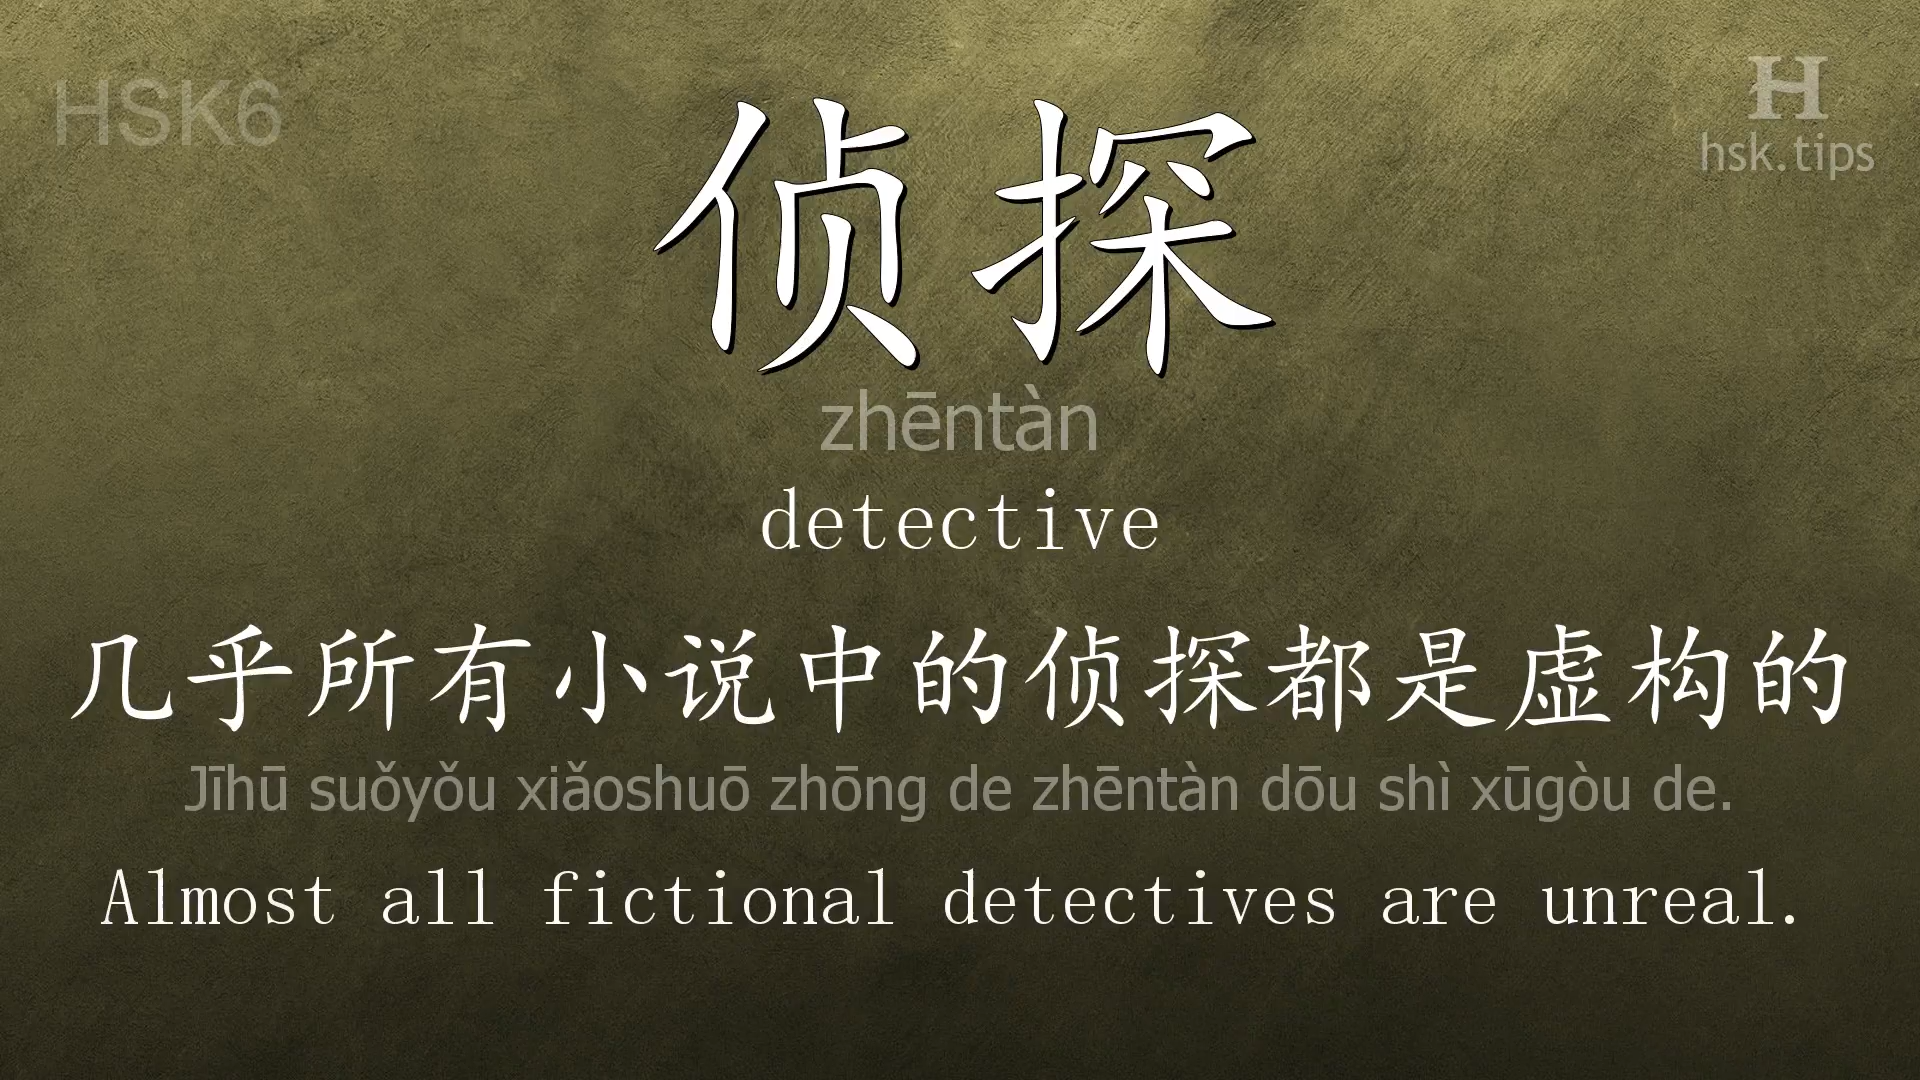 HSK6
H
hsk.tips
侦探
zhēntàn
detective
几乎所有小说中的侦探都是虚构的
Jīhū suǒyǒu xiǎoshuō zhōng de zhēntàn dōu shì xūgòu de.
Almost all fictional detectives are unreal.